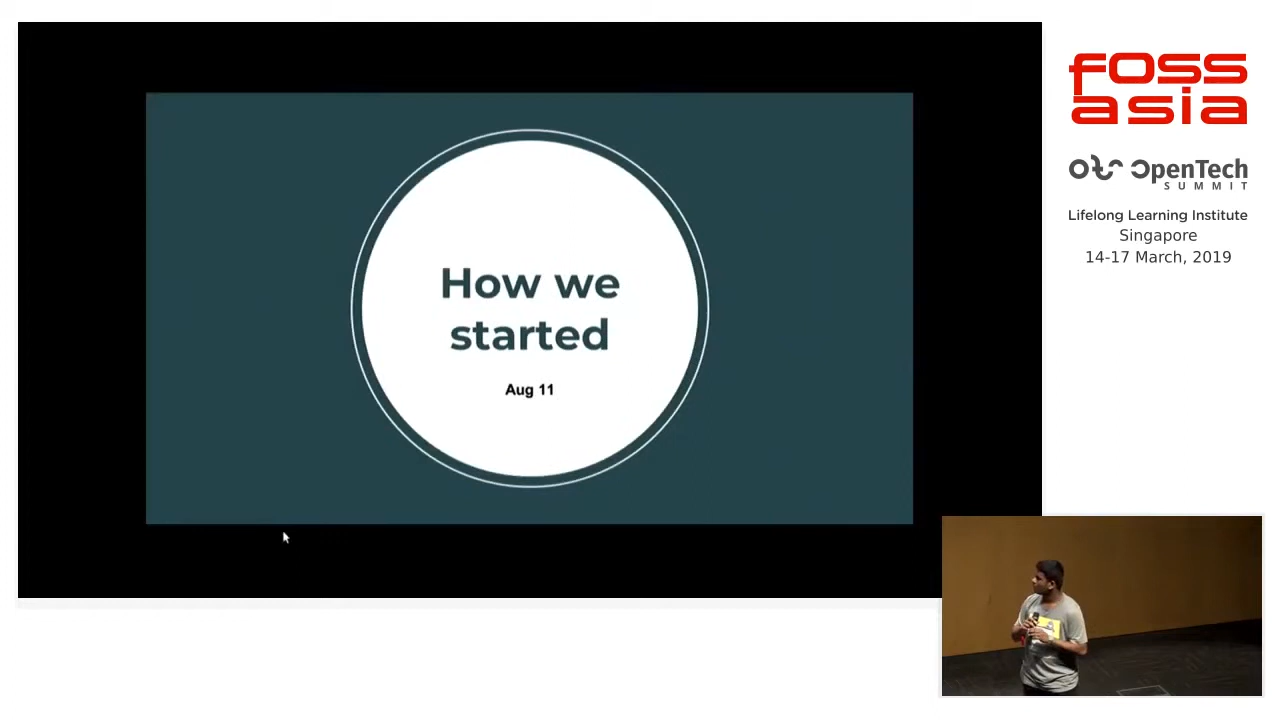 How we
started
Aug 11
fOSS
asia
OpenTech
SUMMIT
Lifelong Learning Institute
Singapore
14-17 March, 2019